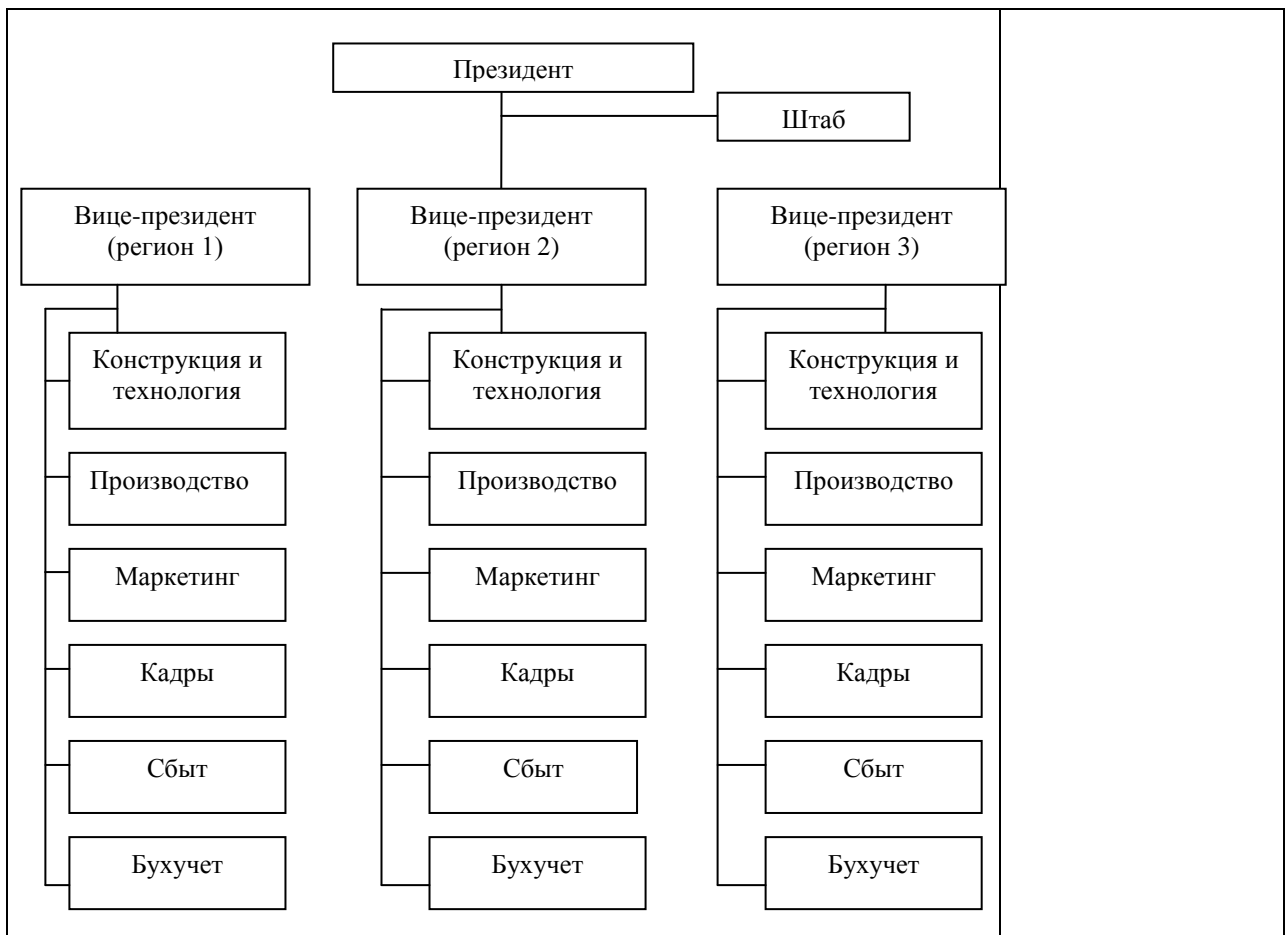 Президент
Штаб
Вице-президент
(регион 1)
Вице-президент
(регион 2)
Вице-президент
(регион 3)
Конструкция и
технология
Конструкция и
технология
Конструкция и
технология
Производство
Производство
Производство
Маркетинг
Маркетинг
Маркетинг
Кадры
Кадры
Кадры
Сбыт
Сбыт
Сбыт
Бухучет
Бухучет
Бухучет